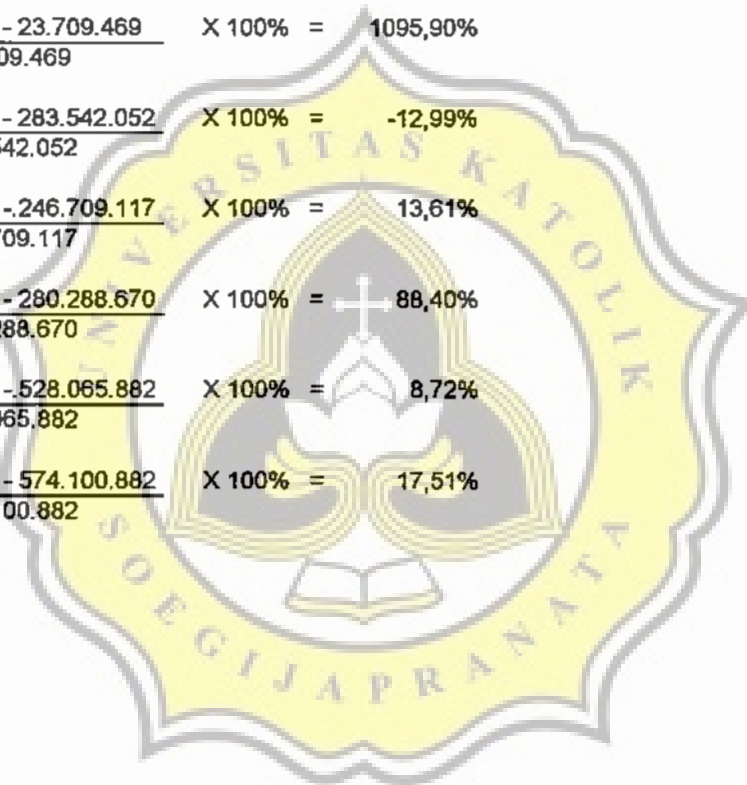 - 23.709.469 X 100% = 1095,90%
09.469
- 283.542.052 X 100% = -12,99%
542.052
-.246.709.117 X 100% = 13,61%
709.117
- 280.288.670 X 100% = 88,40%
288.670
-.528.065.882 X 100% = 8,72%
065.882
- 574.100.882 X 100% = 17,51%
00.882
UNIVERSITAS KATOLIK
SOEGIJAPRANATA